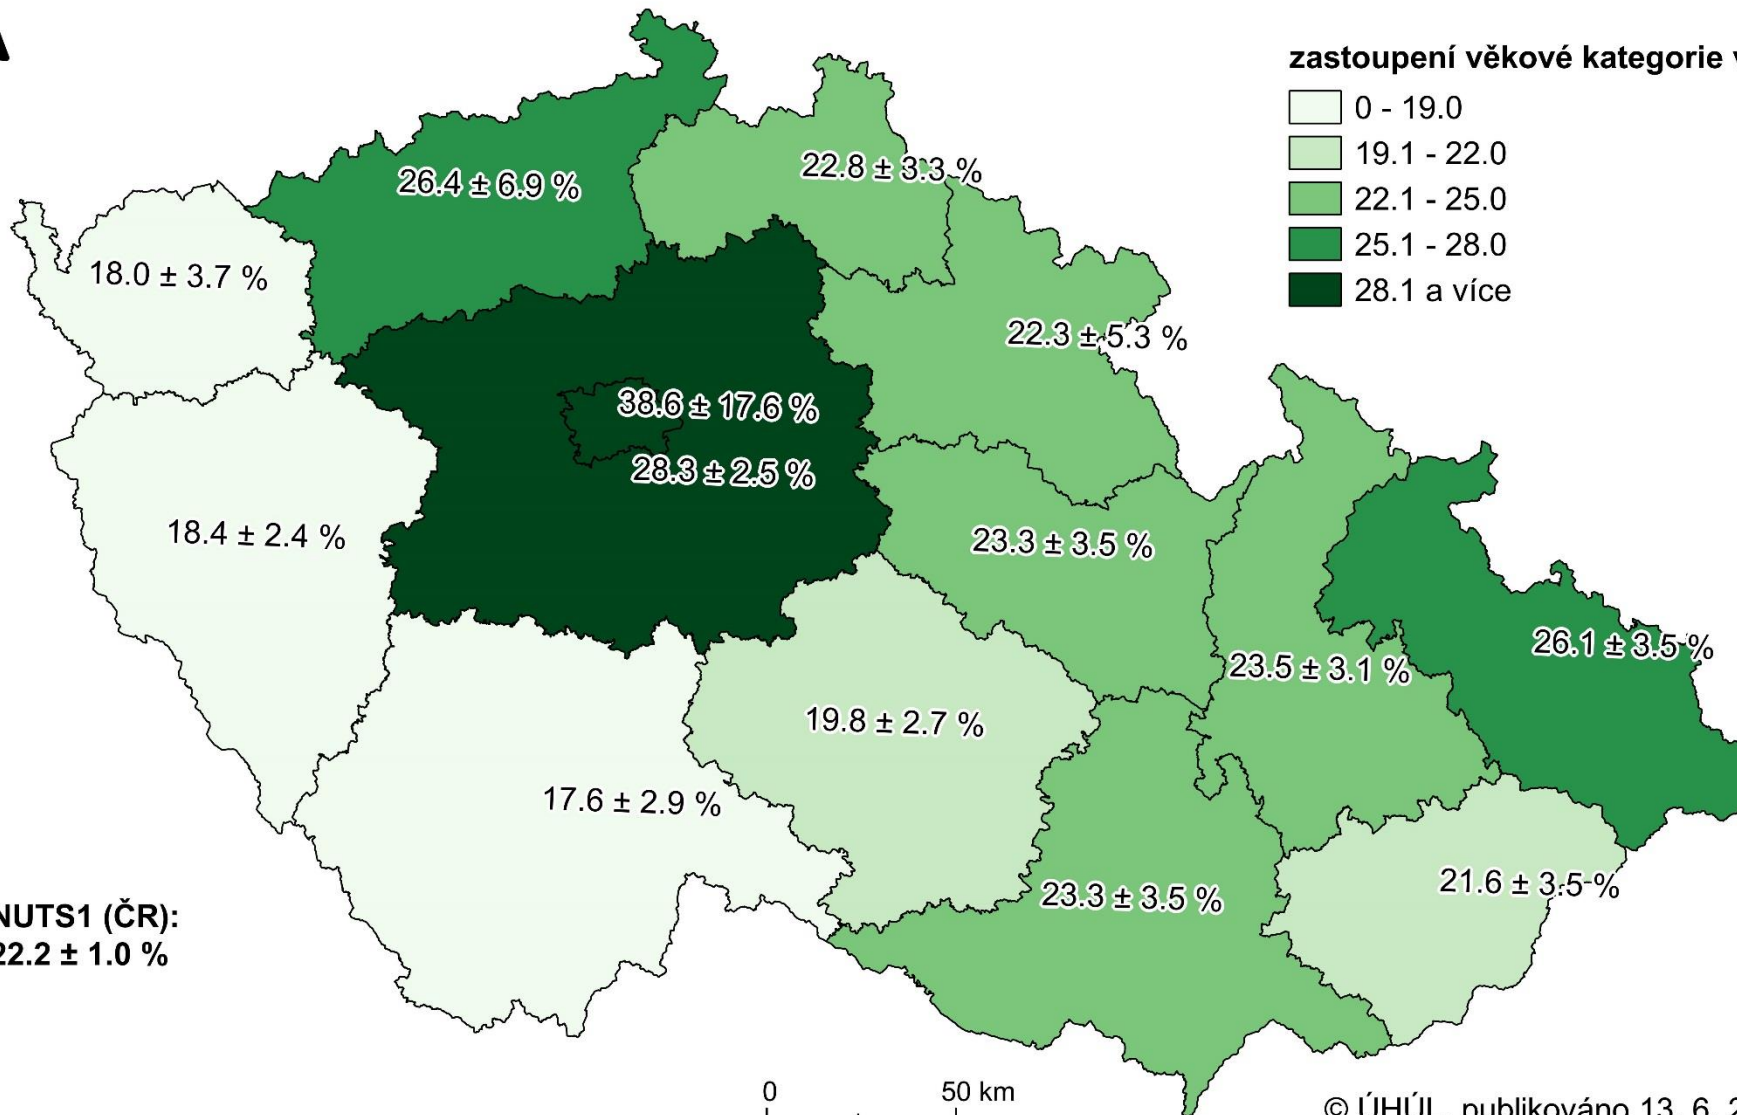 zastoupení věkové kategorie
0 - 19.0
19.1 - 22.0
22.1 - 25.0
25.1 - 28.0
28.1 a více
26.4 ± 6.9 %
22.8 ± 3.3 %
18.0 ± 3.7 %
22.3 ± 5.3 %
38.6 ± 17.6 %
28.3 ± 2.5 %
18.4 ± 2.4 %
23.3 ± 3.5 %
26.1 ± 3.5 %
23.5 ± 3.1 %
19.8 ± 2.7 %
17.6 ± 2.9 %
21.6 ± 3.5 %
23.3 ± 3.5 %
NUTS1 (ČR):
22.2 ± 1.0 %
0 50 km
© ÚHÚL, publikováno 13. 6.